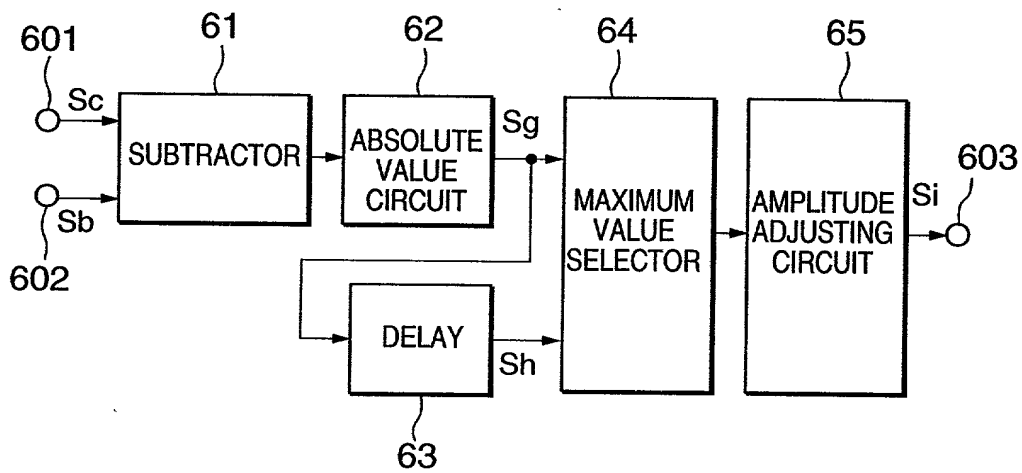 601
61
62
64
65
Sc
SUBTRACTOR
ABSOLUTE
VALUE
CIRCUIT
Sg
MAXIMUM
VALUE
SELECTOR
AMPLITUDE
ADJUSTING
CIRCUIT
Si
603
Sb
602
DELAY
Sh
63